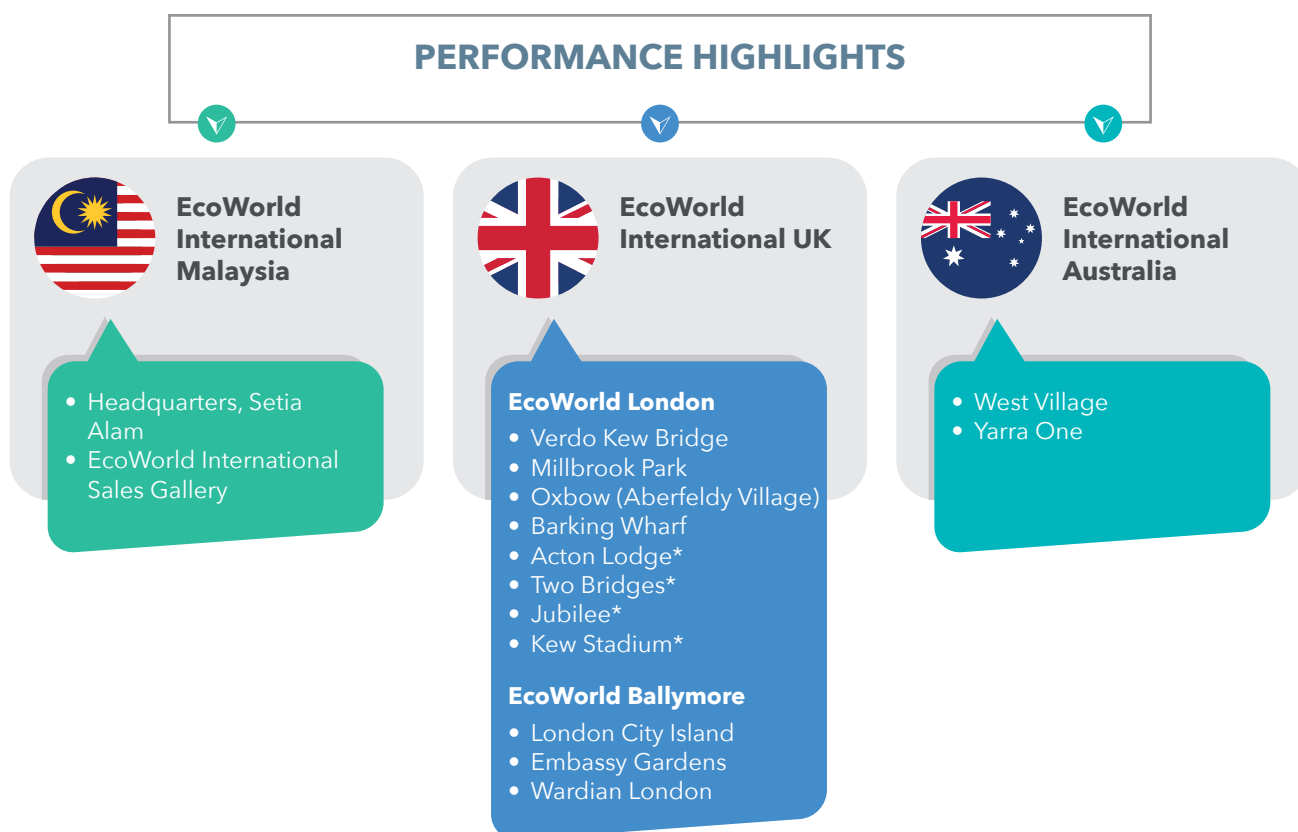 PERFORMANCE HIGHLIGHTS
EcoWorld
International
Malaysia
• Headquarters, Setia
Alam
• EcoWorld International
Sales Gallery
EcoWorld
International UK
EcoWorld London
• Verdo Kew Bridge
• Millbrook Park
• Oxbow (Aberfeldy Village)
• Barking Wharf
• Acton Lodge*
• Two Bridges*
• Jubilee*
• Kew Stadium*
EcoWorld Ballymore
• London City Island
• Embassy Gardens
• Wardian London
EcoWorld
International
Australia
• West Village
• Yarra One